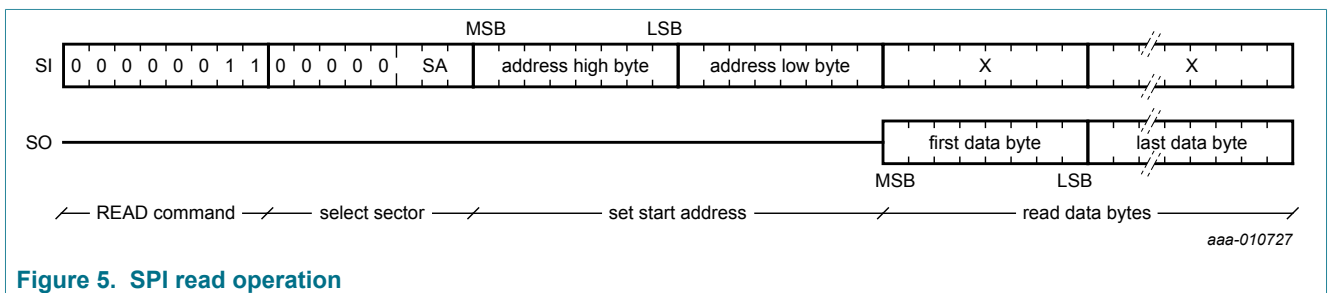 MSB LSB
SI 0 0 0 0 0 0 1 1 0 0 0 0 0 SA address high byte address low byte X X
SO first data byte last data byte
MSB LSB
READ command select sector set start address read data bytes
aaa-010727
Figure 5. SPI read operation